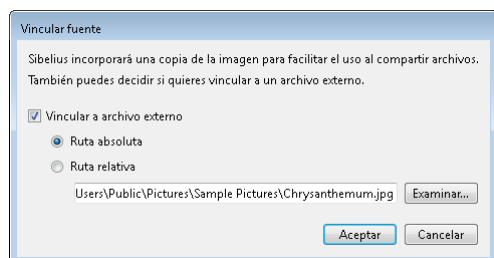 Vincular fuente
Sibelius incorporará una copia de la imagen para facilitar el uso al compartir archivos.
También puedes decidir si quieres vincular a un archivo externo.
Vincular a archivo externo
Ruta absoluta
Ruta relativa
Users\Public\Pictures\Sample Pictures\Chrysanthemum.jpg Examinar...
Aceptar Cancelar